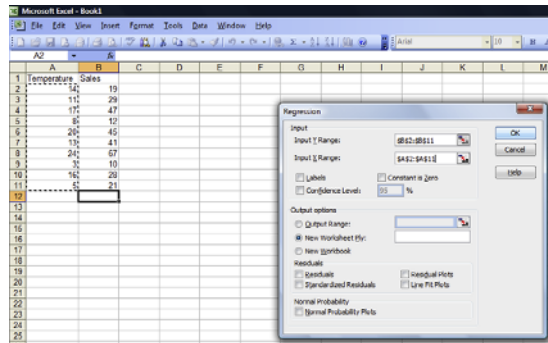 Microsoft Excel - Book1
File Edit View Insert Format Tools Data Window Help
Arial 10 B
A2 fx
A B C D E F G H I J K L M
1 Temperature Sales
2 14 19
3 11 29
4 17 47
5 8 12
6 20 45
7 13 41
8 24 67
9 3 10
10 16 28
11 5 21
12
13
14
15
16
17
18
19
20
21
22
23
24
25
Regression
Input
Input Y Range: $B$2:$B$11
Input X Range: $A$2:$A$11
Labels Constant is Zero
Confidence Level: 95 %
OK
Cancel
Help
Output options
Output Range:
New Worksheet Ply:
New Workbook
Residuals
Residuals Residual Plots
Standardized Residuals Line Fit Plots
Normal Probability
Normal Probability Plots